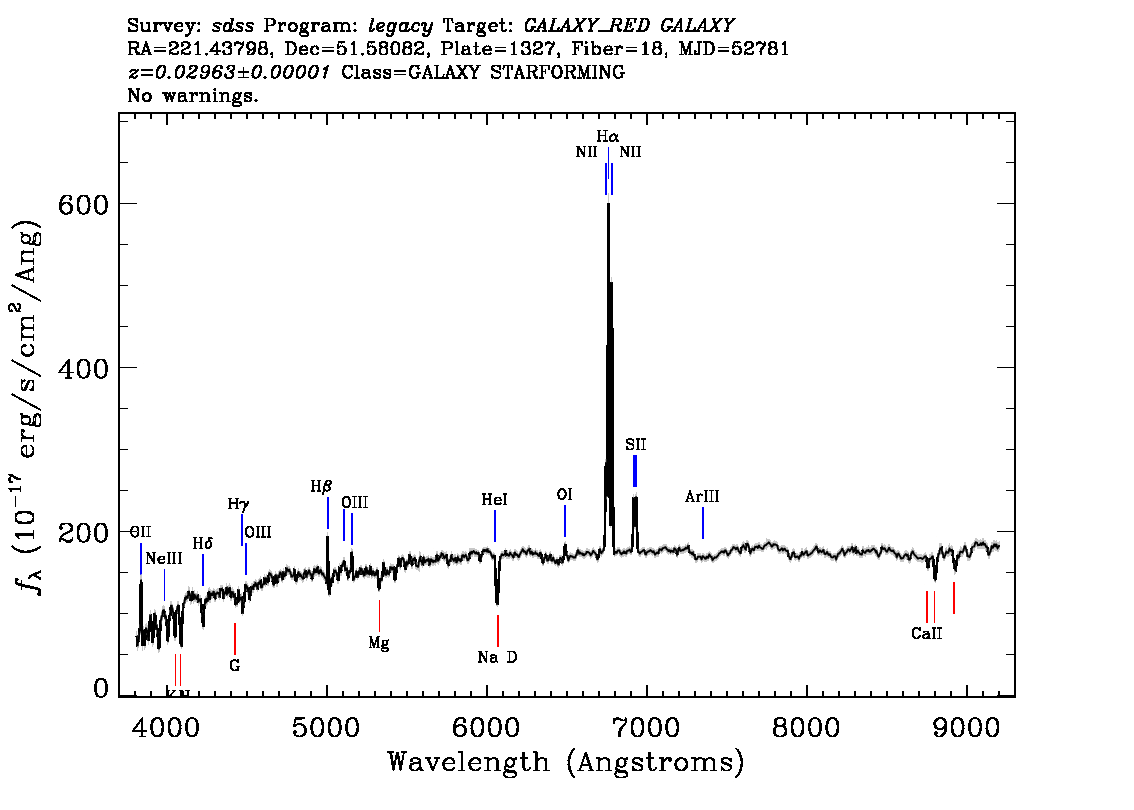 Survey: sdss Program: legacy Target: GALAXY_RED GALAXY
RA=221.43798, Dec=51.58082, Plate=1327, Fiber=18, MJD=52781
z=0.02963±0.00001 Class=GALAXY STARFORMING
No warnings.
Hα
NII NII
600
400
200
0
SII
Hβ OIII
HeI
OI
ArIII
Hγ
OIII
OII
Hδ
NeIII
CaII
Mg
Na D
G
K
4000 5000 6000 7000 8000 9000
Wavelength (Angstroms)
fλ (10⁻¹⁷ erg/s/cm²/Ang)